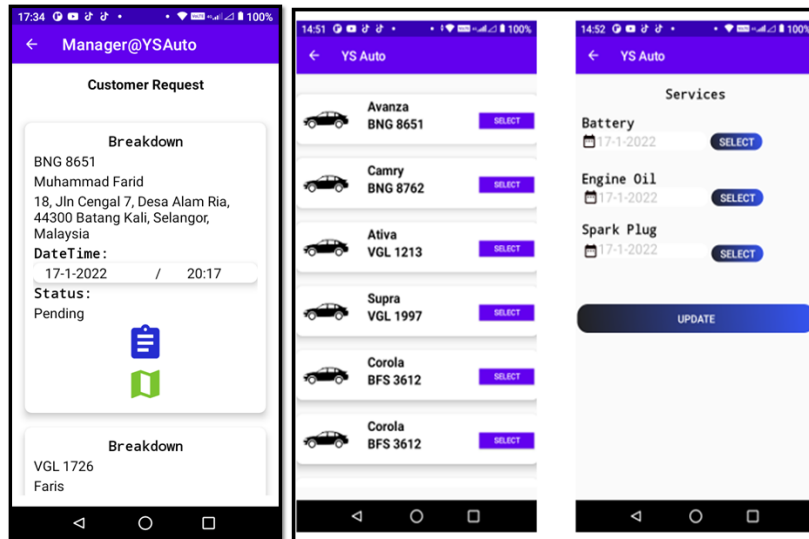 17:34
100%
Manager@YSAuto
Customer Request
Breakdown
BNG 8651
Muhammad Farid
18, Jln Cengal 7, Desa Alam Ria,
44300 Batang Kali, Selangor,
Malaysia
DateTime:
17-1-2022 / 20:17
Status:
Pending
Breakdown
VGL 1726
Faris
14:51
100%
YS Auto
Avanza
BNG 8651
SELECT
Camry
BNG 8762
SELECT
Ativa
VGL 1213
SELECT
Supra
VGL 1997
SELECT
Corola
BFS 3612
SELECT
Corola
BFS 3612
SELECT
14:52
100%
YS Auto
Services
Battery
17-1-2022 SELECT
Engine Oil
17-1-2022 SELECT
Spark Plug
17-1-2022 SELECT
UPDATE